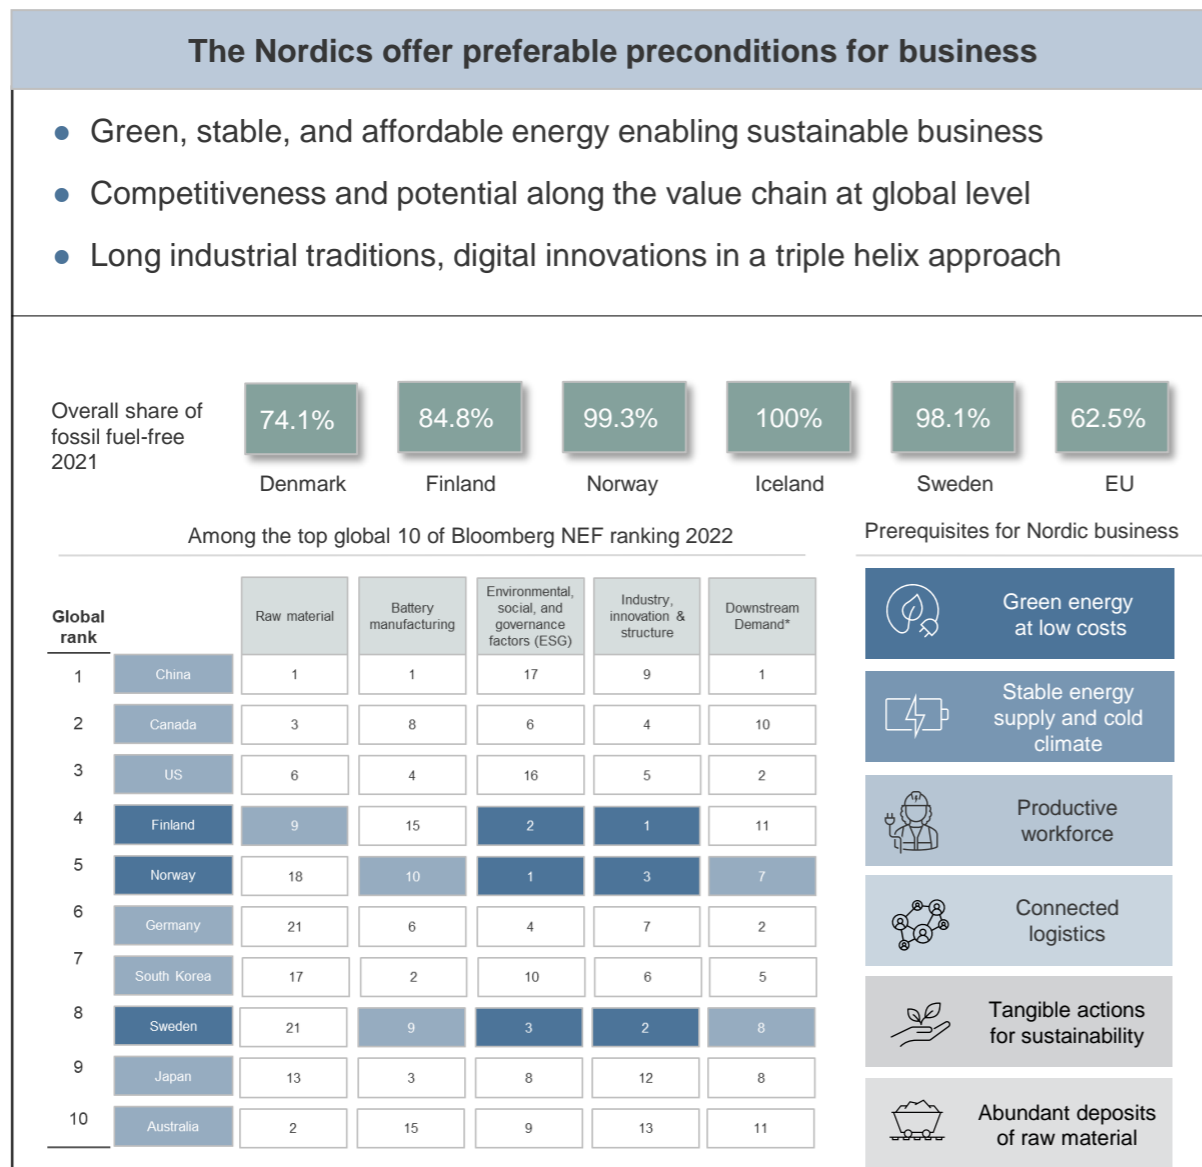 The Nordics offer preferable preconditions for business
● Green, stable, and affordable energy enabling sustainable business
● Competitiveness and potential along the value chain at global level
● Long industrial traditions, digital innovations in a triple helix approach
Overall share of
fossil fuel-free
2021
74.1% 84.8% 99.3% 100% 98.1% 62.5%
Denmark Finland Norway Iceland Sweden EU
Among the top global 10 of Bloomberg NEF ranking 2022
Global
rank
Raw material
Battery
manufacturing
Environmental,
social, and
governance
factors (ESG)
Industry,
innovation &
structure
Downstream
Demand*
1 China 1 1 17 9 1
2 Canada 3 8 6 4 10
3 US 6 4 16 5 2
4 Finland 9 15 2 1 11
5 Norway 18 10 1 3 7
6 Germany 21 6 4 7 2
7 South Korea 17 2 10 6 5
8 Sweden 21 9 3 2 8
9 Japan 13 3 8 12 8
10 Australia 2 15 9 13 11
Prerequisites for Nordic business
Green energy
at low costs
Stable energy
supply and cold
climate
Productive
workforce
Connected
logistics
Tangible actions
for sustainability
Abundant deposits
of raw material